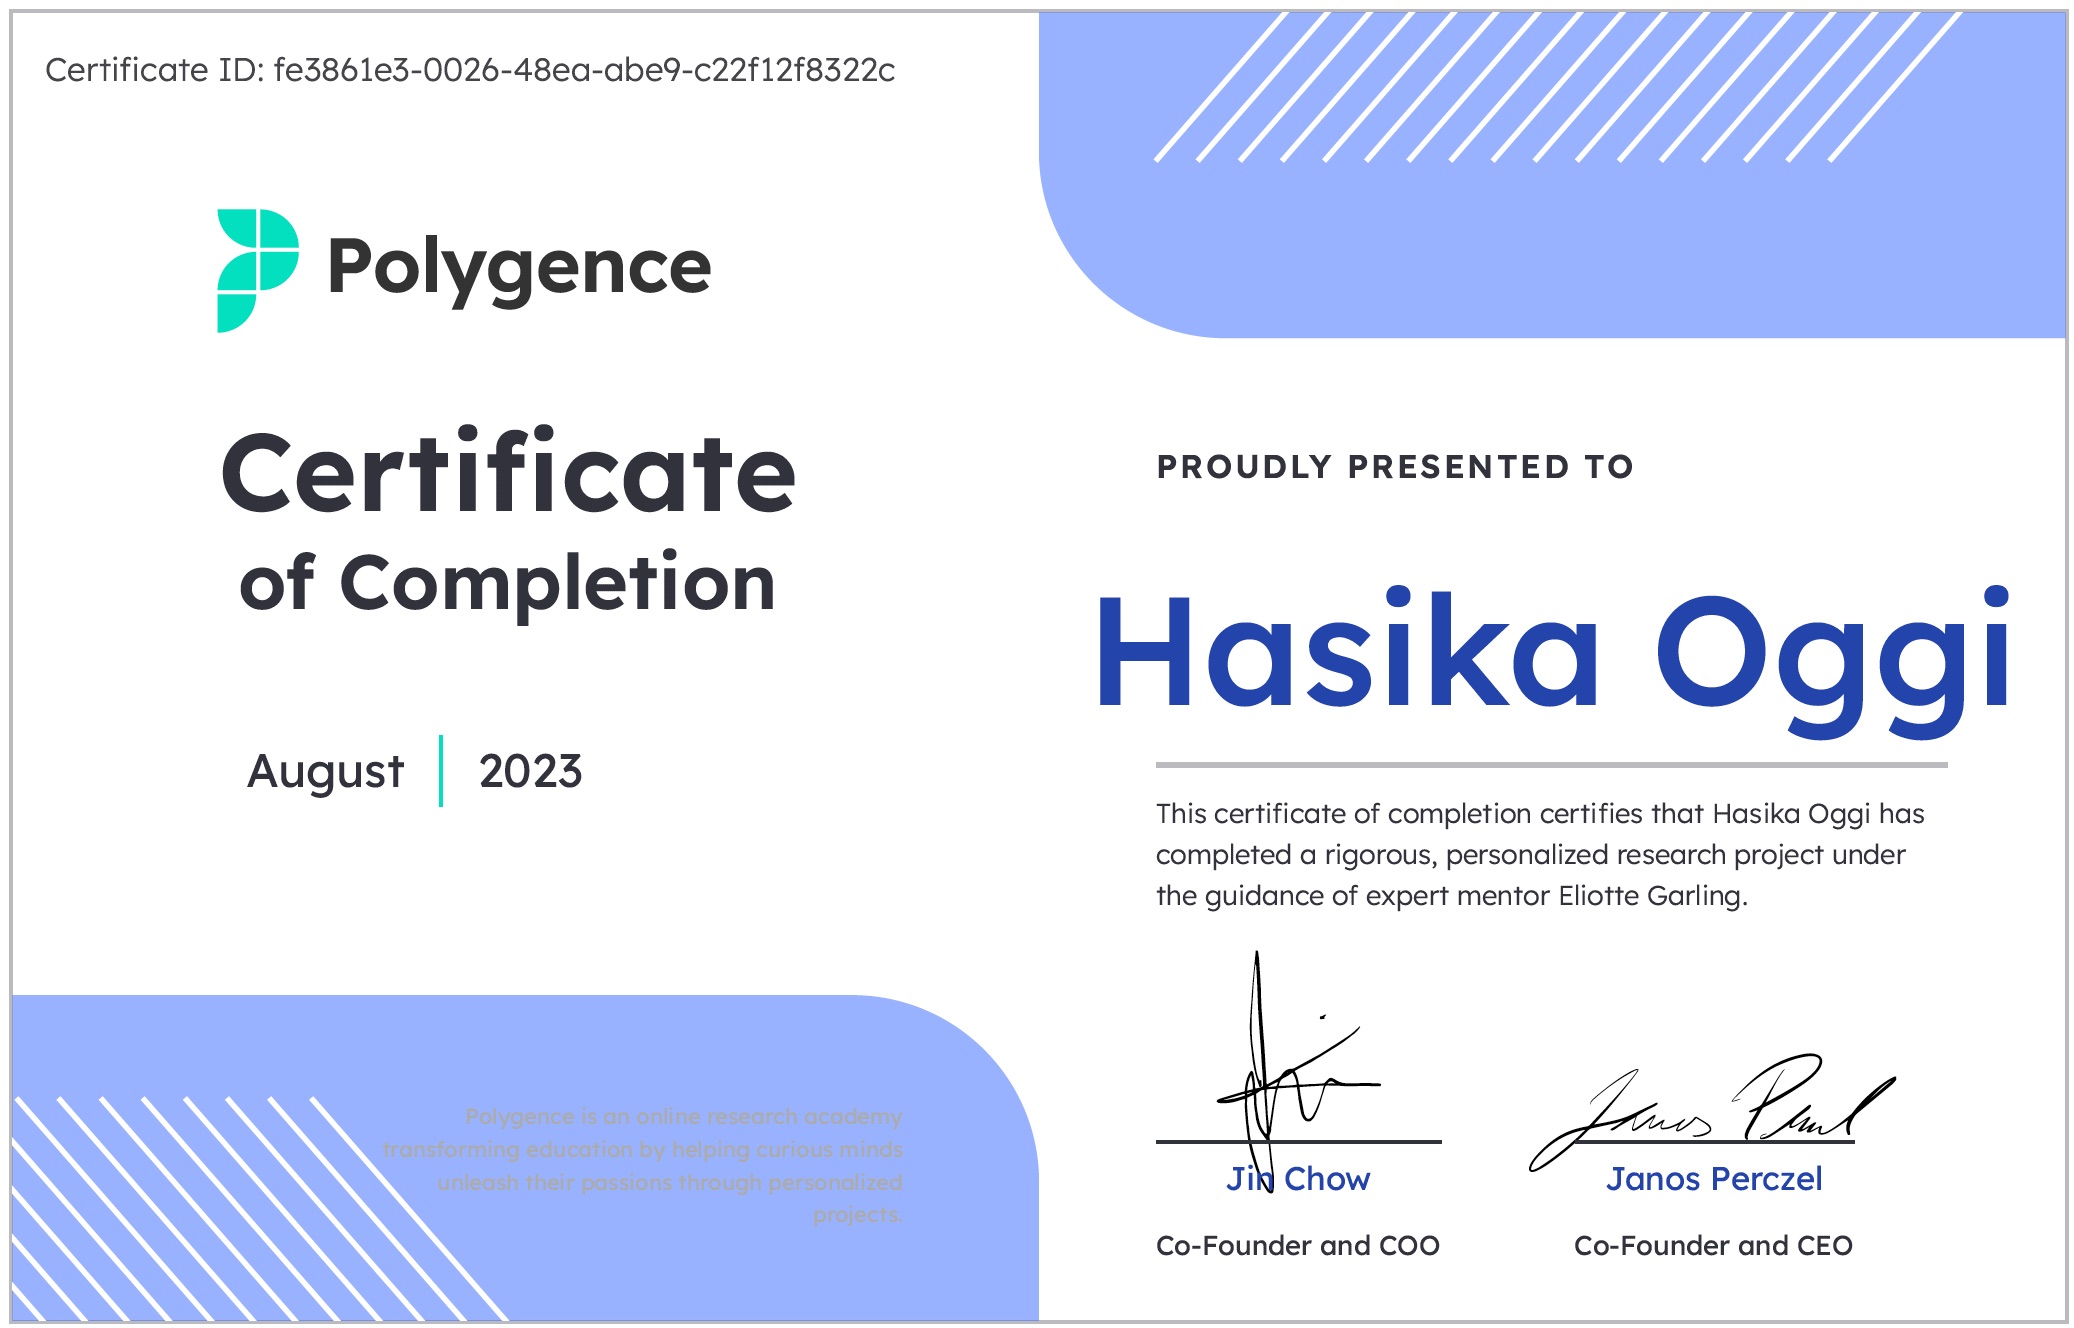 Certificate ID: fe3861e3-0026-48ea-abe9-c22f12f8322c
Polygence
Certificate
of Completion
August | 2023
Polygence is an online research academy
transforming education by helping curious minds
unleash their passions through personalized
projects.
PROUDLY PRESENTED TO
Hasika Oggi
This certificate of completion certifies that Hasika Oggi has
completed a rigorous, personalized research project under
the guidance of expert mentor Eliotte Garling.
Jin Chow
Co-Founder and COO
Janos Perczel
Co-Founder and CEO